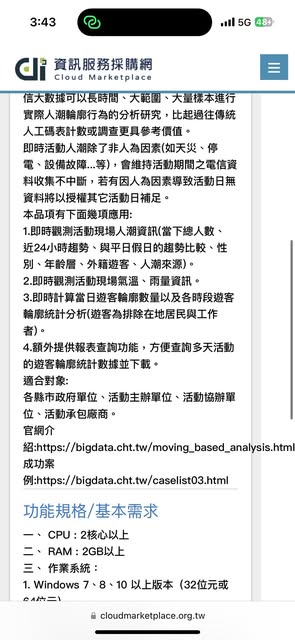 3:43
5G 48+
資訊服務採購網
Cloud Marketplace
信大數據可以長時間、大範圍、大量樣本進行
實際人潮輪廓行為的分析研究，比起過往傳統
人工碼表計數或調查更具參考價值。
即時活動人潮除了非人為因素(如天災、停
電、設備故障...等)，會維持活動期間之電信資
料收集不中斷，若有因人為因素導致活動日無
資料將以授權其它活動日補足。
本品項有下面幾項應用:
1.即時觀測活動現場人潮資訊(當下總人數、
近24小時趨勢、與平日假日的趨勢比較、性
別、年齡層、外籍遊客、人潮來源)。
2.即時觀測活動現場氣溫、雨量資訊。
3.即時計算當日遊客輪廓數量以及各時段遊客
輪廓統計分析(遊客為排除在地居民與工作
者)。
4.額外提供報表查詢功能，方便查詢多天活動
的遊客輪廓統計數據並下載。
適合對象:
各縣市政府單位、活動主辦單位、活動協辦單
位、活動承包廠商。
官網介
紹:https://bigdata.cht.tw/moving_based_analysis.html
成功案
例:https://bigdata.cht.tw/caselist03.html
功能規格/基本需求
一、 CPU：2核心以上
二、 RAM：2GB以上
三、 作業系統：
1. Windows 7、8、10 以上版本（32位元或
64位元）
cloudmarketplace.org.tw